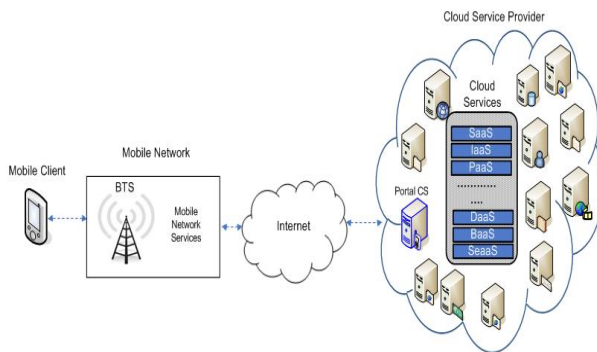 Cloud Service Provider
Cloud
Services
SaaS
IaaS
PaaS
............
....
DaaS
BaaS
SeaaS
Portal CS
Mobile Network
Mobile Client
BTS
Mobile
Network
Services
Internet